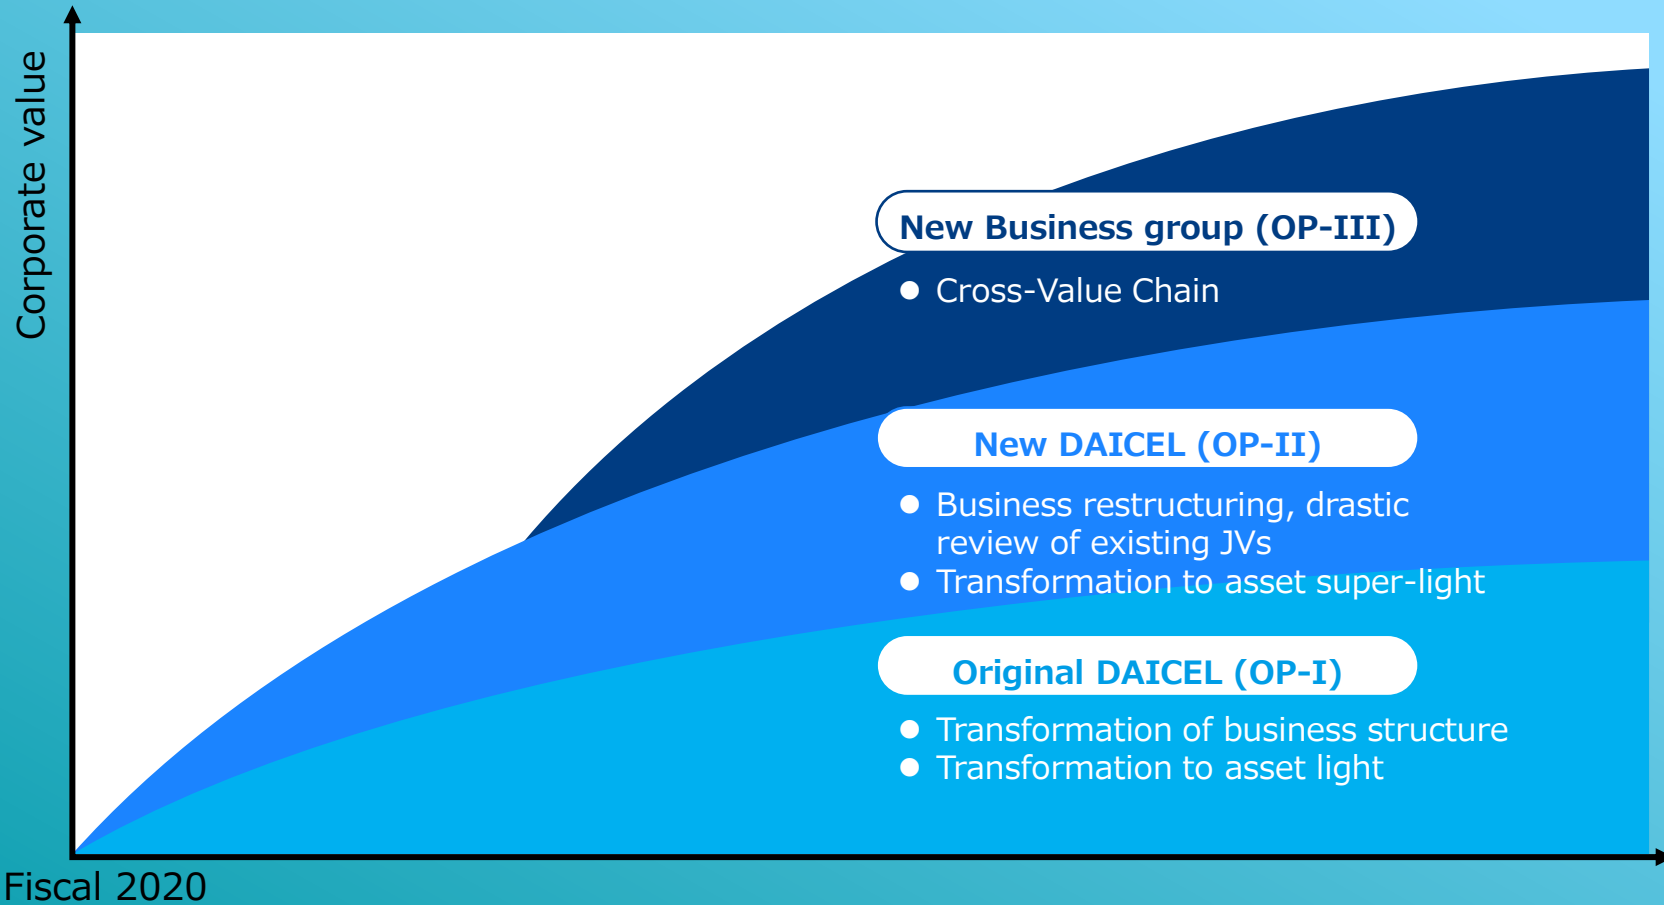 Corporate value
New Business group (OP-III)
● Cross-Value Chain
New DAICEL (OP-II)
● Business restructuring, drastic
review of existing JVs
● Transformation to asset super-light
Original DAICEL (OP-I)
● Transformation of business structure
● Transformation to asset light
Fiscal 2020